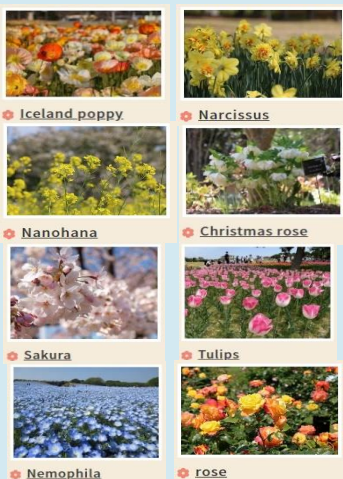 Iceland poppy
Narcissus
Nanohana
Christmas rose
Sakura
Tulips
Nemophila
rose